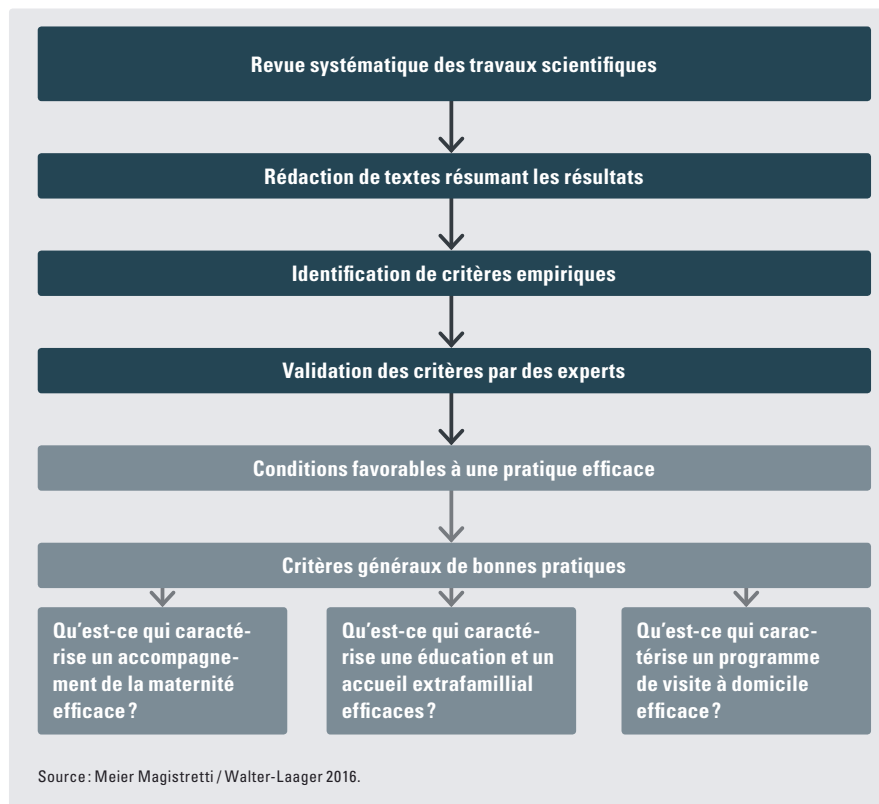 Revue systématique des travaux scientifiques
Rédaction de textes résumant les résultats
Identification de critères empiriques
Validation des critères par des experts
Conditions favorables à une pratique efficace
Critères généraux de bonnes pratiques
Qu’est-ce qui caracté-
rise un accompagne-
ment de la maternité
efficace ?
Qu’est-ce qui caracté-
rise une éducation et un
accueil extrafamillial
efficaces ?
Qu’est-ce qui carac-
térise un programme
de visite à domicile
efficace ?
Source : Meier Magistretti / Walter-Laager 2016.